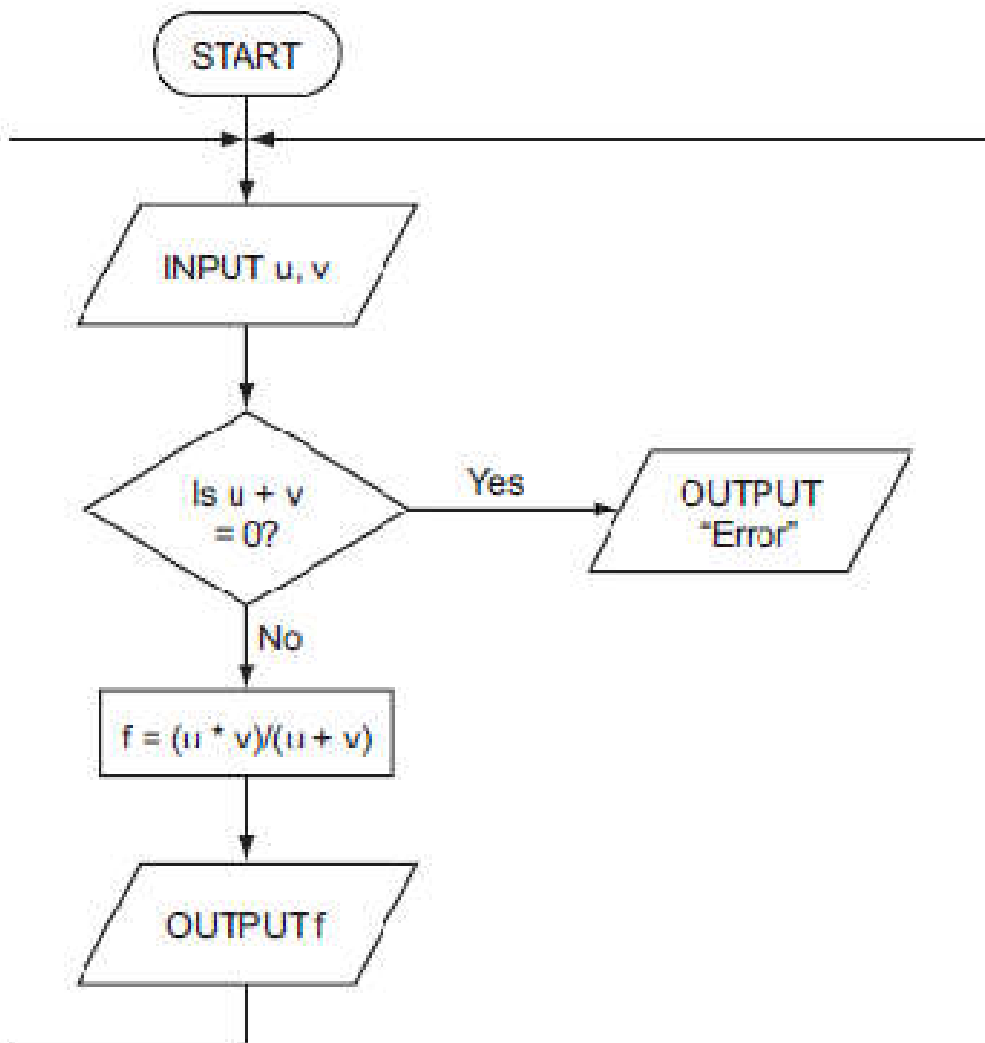 START
INPUT u, v
Is u + v
= 0?
Yes
OUTPUT
“Error”
No
f = (u * v)/(u + v)
OUTPUT f